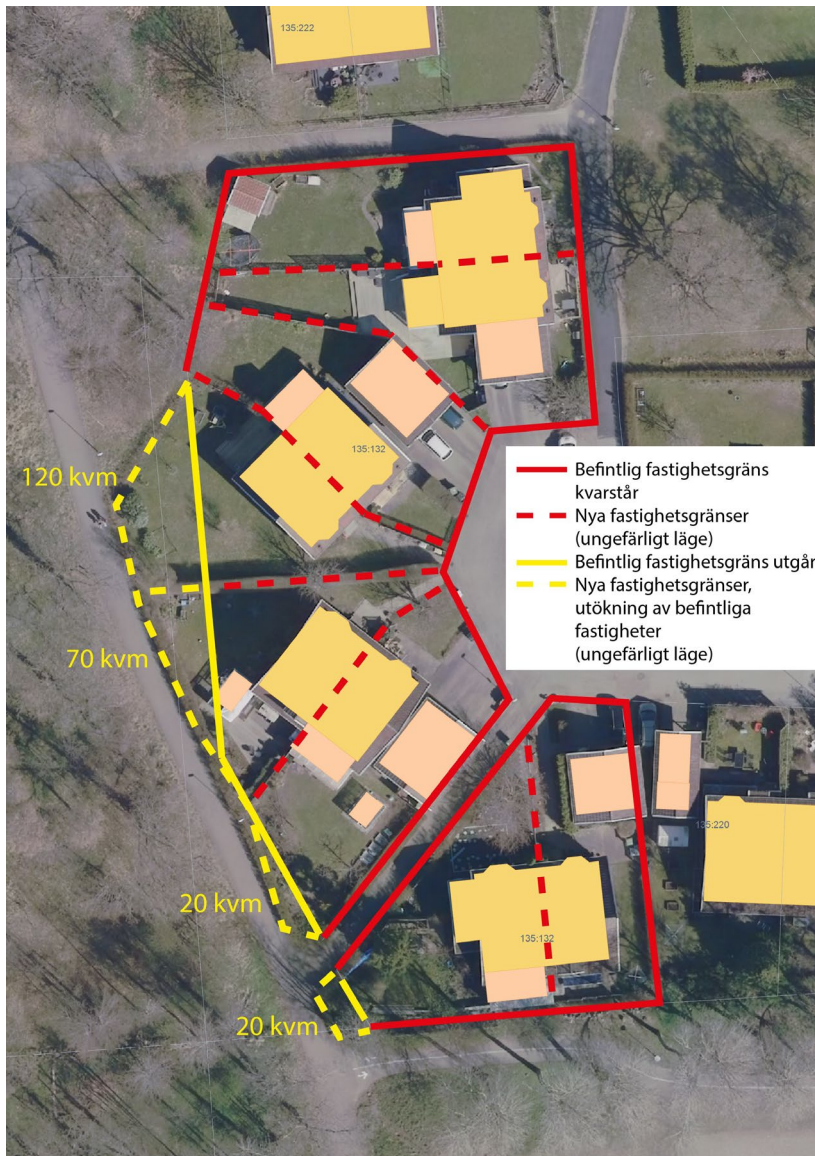 135:222
135:132
120 kvm
Befintlig fastighetsgräns
kvarstår
Nya fastighetsgränser
(ungefärligt läge)
Befintlig fastighetsgräns utgår
Nya fastighetsgränser,
utökning av befintliga
fastigheter
(ungefärligt läge)
70 kvm
135:220
20 kvm
135:132
20 kvm